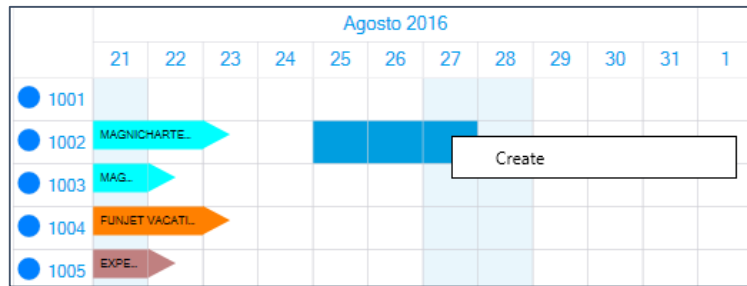 Agosto 2016
21 22 23 24 25 26 27 28 29 30 31 1
1001
1002 MAGNICHARTE...
Create
1003 MAG...
1004 FUNJET VACATI...
1005 EXPE...